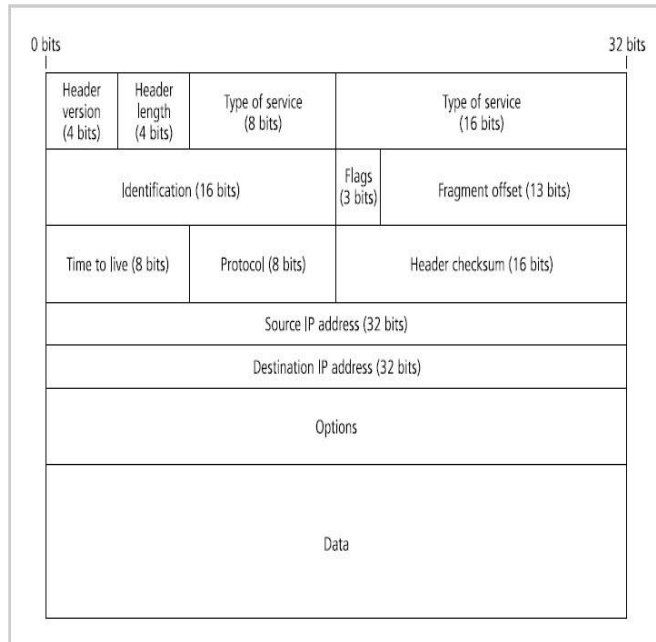 0 bits
32 bits
Header
version
(4 bits)
Header
length
(4 bits)
Type of service
(8 bits)
Type of service
(16 bits)
Identification (16 bits)
Flags
(3 bits)
Fragment offset (13 bits)
Time to live (8 bits)
Protocol (8 bits)
Header checksum (16 bits)
Source IP address (32 bits)
Destination IP address (32 bits)
Options
Data